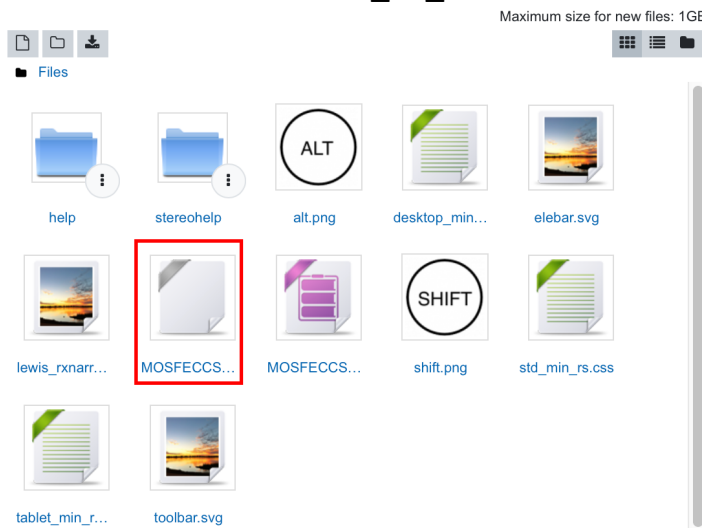 Maximum size for new files: 1GB
Files
ALT
help
stereohelp
alt.png
desktop_min...
elebar.svg
SHIFT
lewis_rxnarr...
MOSFECCS...
MOSFECCS...
shift.png
std_min_rs.css
tablet_min_r...
toolbar.svg